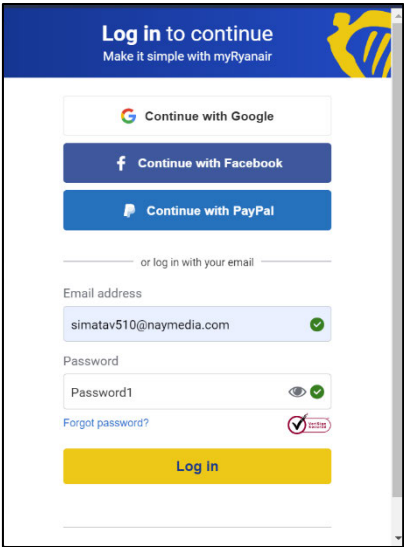 Log in to continue
Make it simple with myRyanair
Continue with Google
Continue with Facebook
Continue with PayPal
or log in with your email
Email address
simatav510@naymedia.com
Password
Password1
Forgot password?
Log in